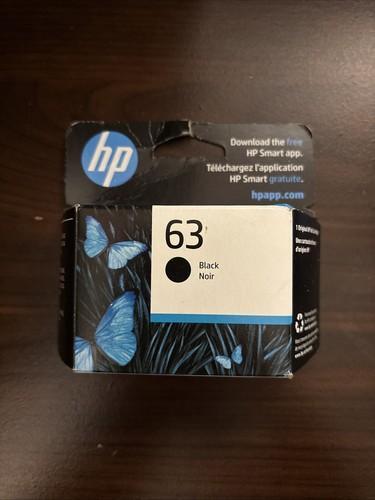 hp
Download the free
HP Smart app.
Téléchargez l'application
HP Smart gratuite.
hpapp.com
63
Black
Noir